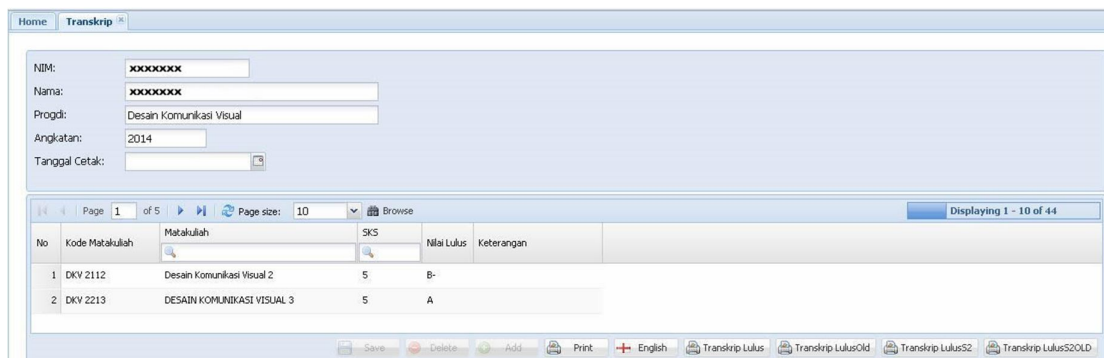 Home Transkrip
NIM: xxxxxxx
Nama: xxxxxxx
Progdi: Desain Komunikasi Visual
Angkatan: 2014
Tanggal Cetak:
Page 1 of 5 Page size: 10 Browse Displaying 1 - 10 of 44
No Kode Matakuliah Matakuliah SKS Nilai Lulus Keterangan
1 DKV 2112 Desain Komunikasi Visual 2 5 B-
2 DKV 2213 DESAIN KOMUNIKASI VISUAL 3 5 A
Save Delete Add Print English Transkrip Lulus Transkrip LulusOld Transkrip LulusS2 Transkrip LulusS2OLD